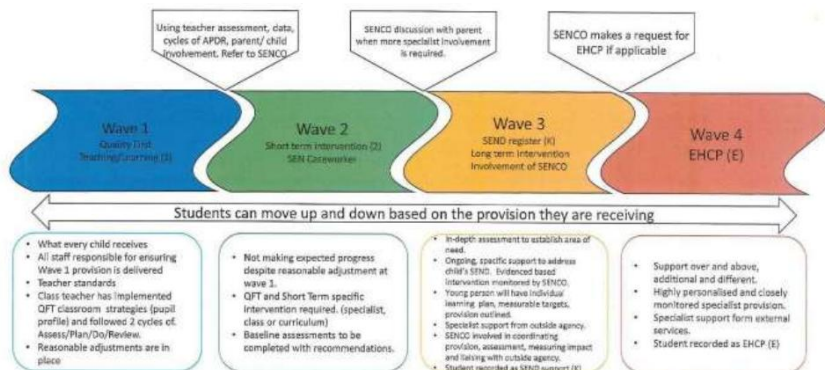 Using teacher assessment, data,
cycles of APDR, parent/ child
involvement. Refer to SENCO
SENCO discussion with parent
when more specialist involvement
is required.
SENCO makes a request for
EHCP if applicable
Wave 1
Quality First
Teaching/Learning
Wave 2
Short term intervention (2)
SEN Caseworker
Wave 3
SEND register (K)
Long term intervention
Involvement of SENCO
Wave 4
EHCP (E)
Students can move up and down based on the provision they are receiving
• What every child receives
• All staff responsible for ensuring
Wave 1 provision is delivered
• Teacher standards
• Class teacher has implemented
QFT classroom strategies (pupil
profile) and followed 2 cycles of
Assess/Plan/Do/Review.
• Reasonable adjustments are in
place
• Not making expected progress
despite reasonable adjustment at
wave 1.
• QFT and Short Term specific
intervention required. (specialist,
class or curriculum)
• Baseline assessments to be
completed with recommendations.
• In-depth assessment to establish area of
need.
• Ongoing, specific support to address
child's SEND. Evidenced based
intervention monitored by SENCO.
• Young person will have individual
learning plan, measurable targets,
provision outlined.
• Specialist support from outside agency.
• SENCO involved in coordinating
provision, assessment, measuring impact
and liaising with outside agency.
• Student recorded as SEND support (K)
• Support over and above,
additional and different.
• Highly personalised and closely
monitored specialist provision.
• Specialist support form external
services.
• Student recorded as EHCP (E)